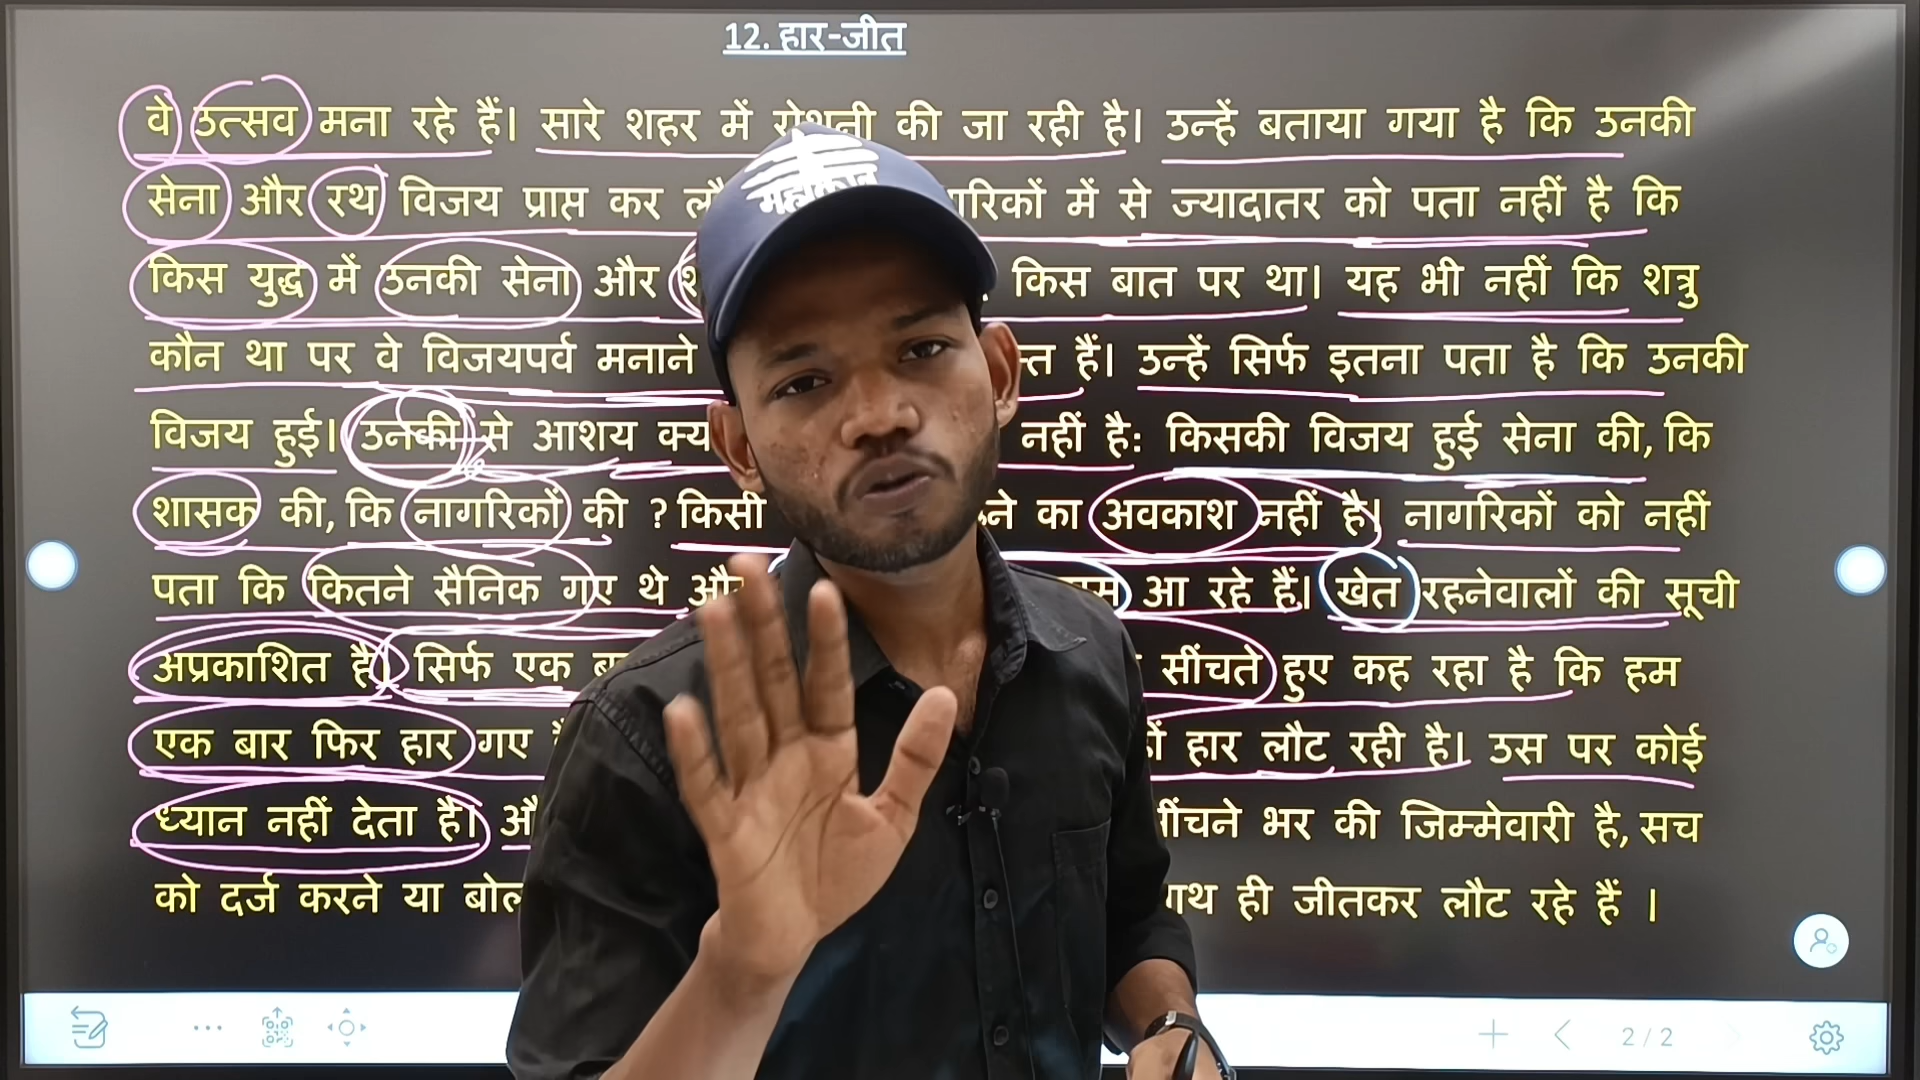 12. हार-जीत
वे उत्सव मना रहे हैं। सारे शहर में रोशनी की जा रही है। उन्हें बताया गया है कि उनकी
सेना और रथ विजय प्राप्त कर
किस युद्ध में उनकी सेना और किस बात पर था। यह भी नहीं कि शत्रु
में से ज्यादातर को पता नहीं है कि
कौन था पर वे विजयपर्व मनाने हैं। उन्हें सिर्फ इतना पता है कि उनकी
विजय हुई। उनकी से आशय नहीं है: किसकी विजय हुई सेना की, कि
शासक की, कि नागरिकों की ? किसी का अवकाश नहीं है। नागरिकों को नहीं
पता कि कितने सैनिक गए थे आ रहे हैं। खेत रहनेवालों की सूची
अप्रकाशित है। सिर्फ एक सींचते हुए कह रहा है कि हम
एक बार फिर हार गए हार लौट रही है। उस पर कोई
ध्यान नहीं देता है। भर की जिम्मेवारी है, सच
को दर्ज करने या ही जीतकर लौट रहे हैं ।
महाकाल
2/2